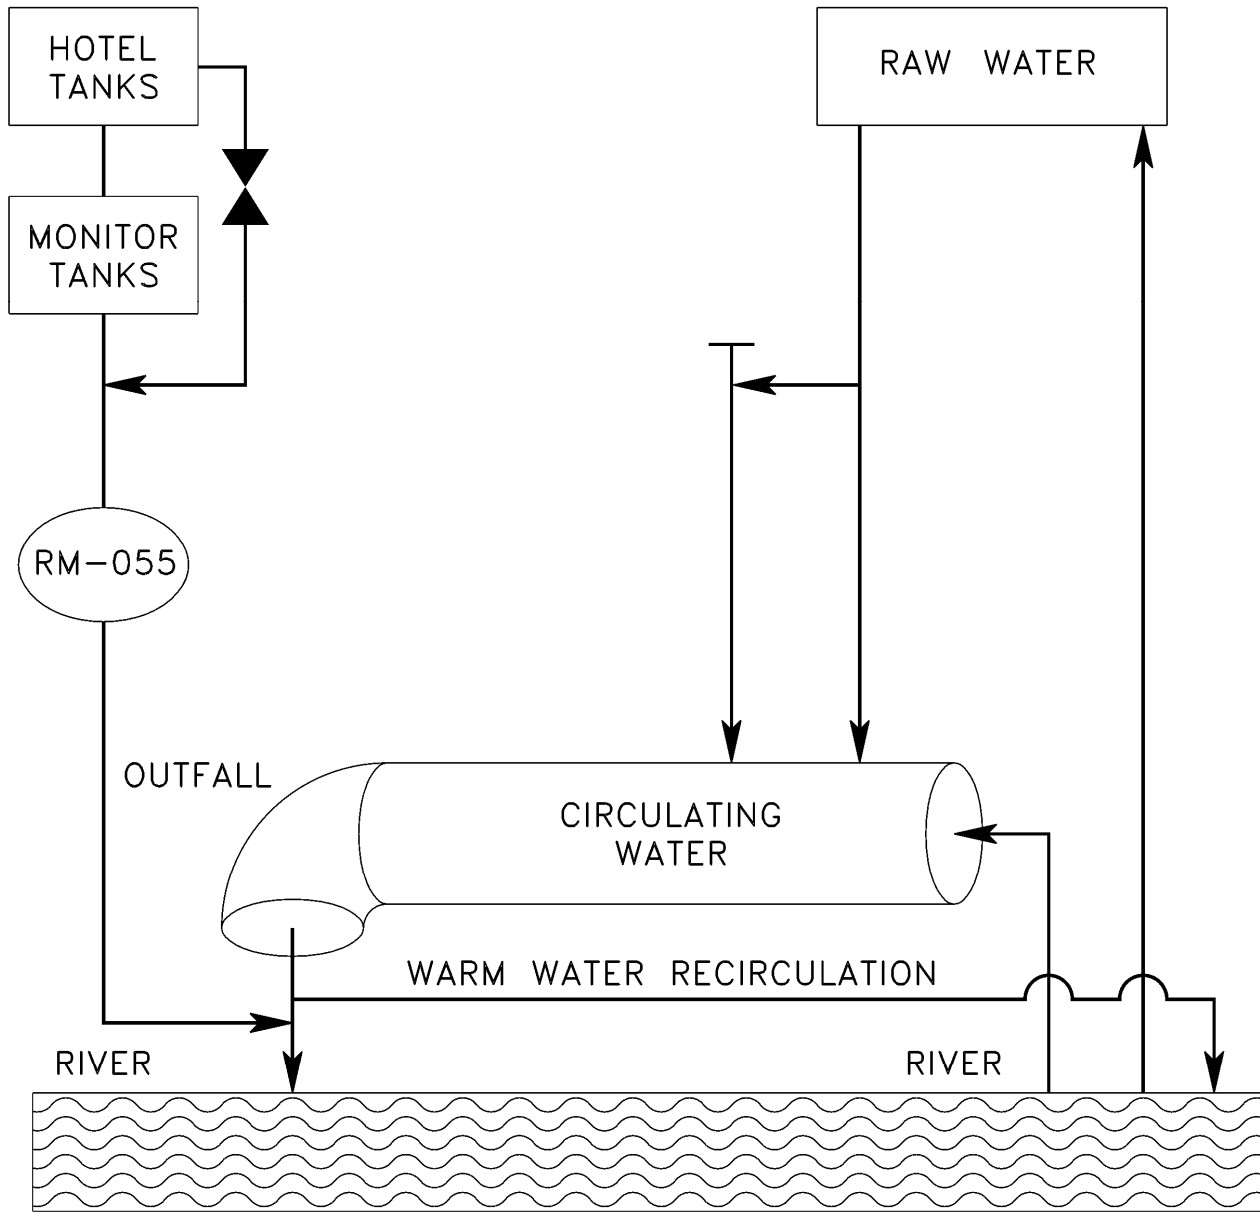 HOTEL
TANKS
RAW WATER
MONITOR
TANKS
RM-055
OUTFALL
CIRCULATING
WATER
WARM WATER RECIRCULATION
RIVER
RIVER